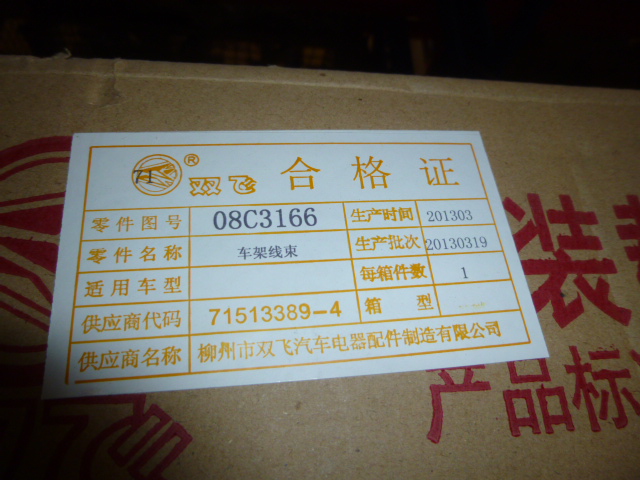 71 ® 双飞 合格证
零件图号 08C3166 生产时间 201303
零件名称 车架线束 生产批次 20130319
适用车型 每箱件数 1
供应商代码 71513389-4 箱 型
供应商名称 柳州市双飞汽车电器配件制造有限公司
装
产品标